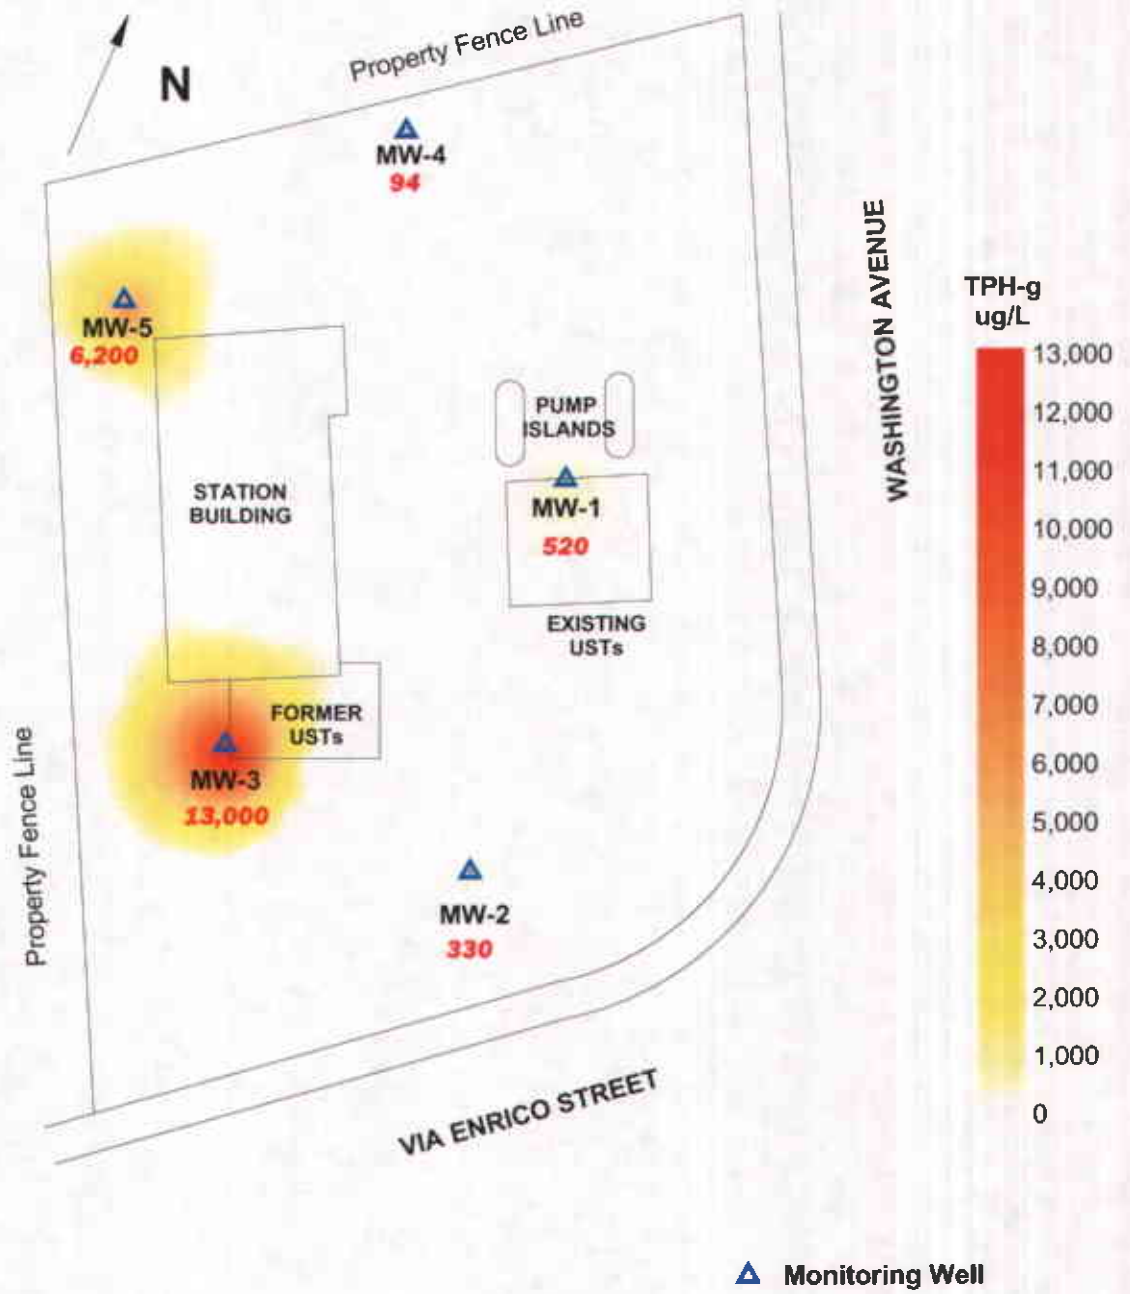 Property Fence Line
N
MW-4
94
WASHINGTON AVENUE
TPH-g
ug/L
13,000
12,000
11,000
10,000
9,000
8,000
7,000
6,000
5,000
4,000
3,000
2,000
1,000
0
MW-5
6,200
PUMP
ISLANDS
STATION
BUILDING
MW-1
520
EXISTING
USTs
FORMER
USTs
MW-3
13,000
Property Fence Line
MW-2
330
VIA ENRICO STREET
Monitoring Well